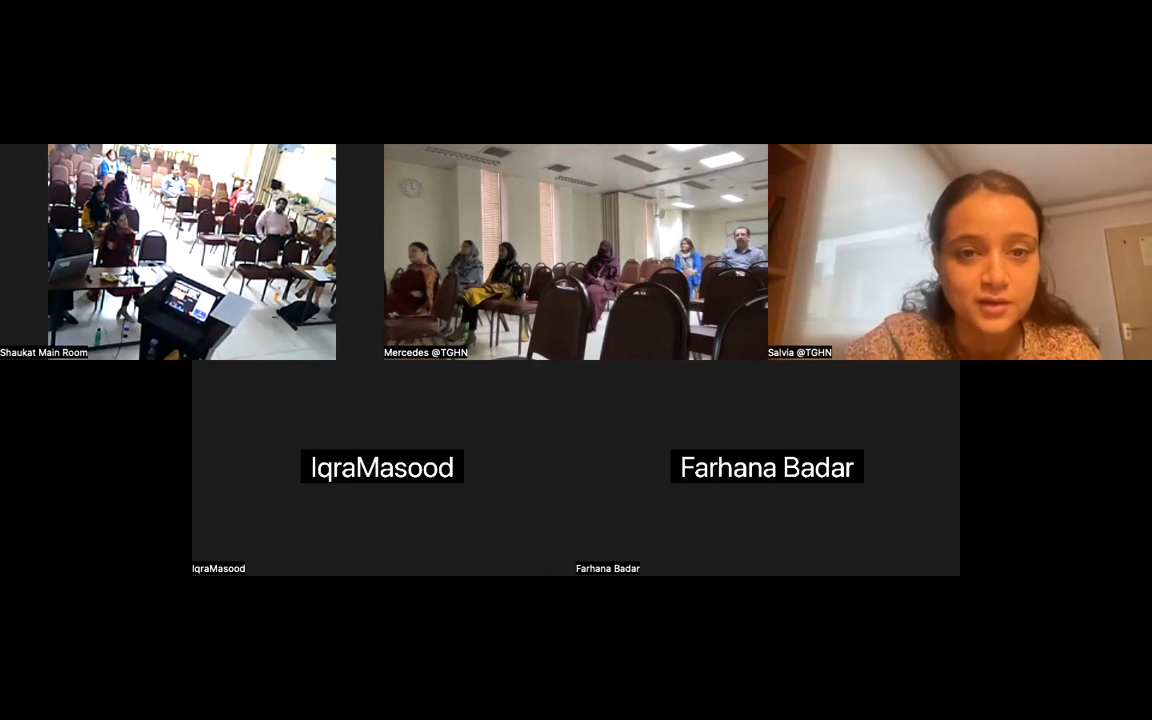 Shaukat Main Room
Mercedes @TGHN
Salvia @TGHN
IqraMasood
Farhana Badar
IqraMasood
Farhana Badar